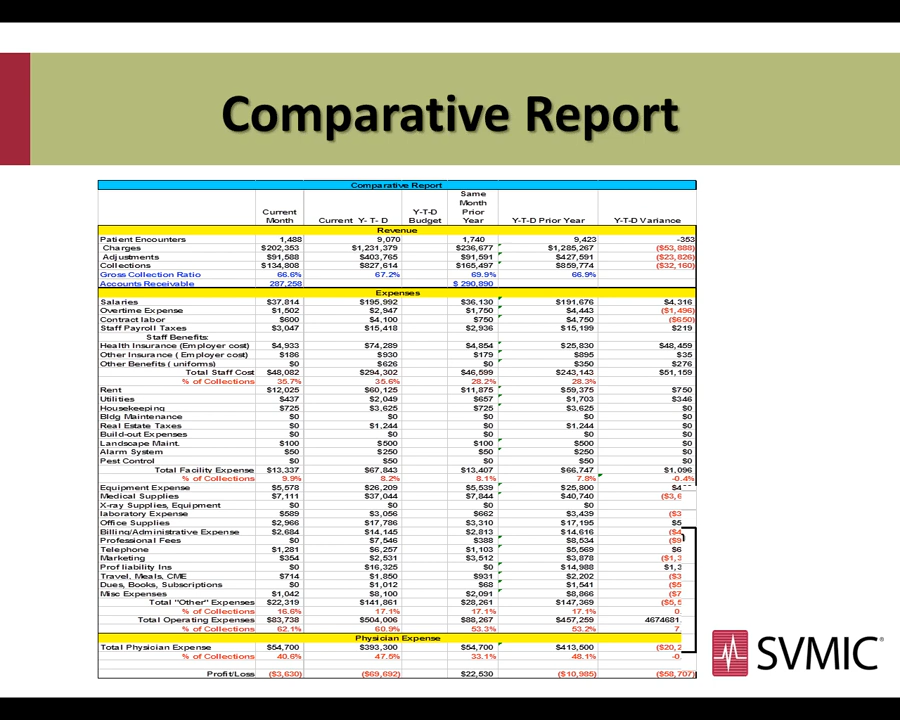 Comparative Report
Comparative Report
Current Month Current Y- T- D Y-T-D Budget Same Month Prior Year Y-T-D Prior Year Y-T-D Variance
Revenue
Patient Encounters 1,488 9,070 1,740 9,423 -353
Charges $202,353 $1,231,379 $236,677 $1,285,267 ($53,888)
Adjustments $91,588 $403,765 $91,591 $427,591 ($23,826)
Collections $134,808 $827,614 $165,497 $859,774 ($32,160)
Gross Collection Ratio 66.6% 67.2% 69.9% 66.9%
Accounts Receivable 287,258 $ 290,890
Expenses
Salaries $37,814 $195,992 $36,130 $191,676 $4,316
Overtime Expense $1,502 $2,947 $1,750 $4,443 ($1,496)
Contract labor $600 $4,100 $750 $4,750 ($650)
Staff Payroll Taxes $3,047 $15,418 $2,936 $15,199 $219
Staff Benefits:
Health Insurance (Employer cost) $4,933 $74,289 $4,854 $25,830 $48,459
Other Insurance ( Employer cost) $186 $930 $179 $895 $35
Other Benefits ( uniforms) $0 $626 $0 $350 $276
Total Staff Cost $48,082 $294,302 $46,599 $243,143 $51,159
% of Collections 35.7% 35.6% 28.2% 28.3%
Rent $12,025 $60,125 $11,875 $59,375 $750
Utilities $437 $2,049 $657 $1,703 $346
Housekeeping $725 $3,625 $725 $3,625 $0
Bldg Maintenance $0 $0 $0 $0 $0
Real Estate Taxes $0 $1,244 $0 $1,244 $0
Build-out Expenses $0 $0 $0 $0 $0
Landscape Maint. $100 $500 $100 $500 $0
Alarm System $50 $250 $50 $250 $0
Pest Control $0 $50 $0 $50 $0
Total Facility Expense $13,337 $67,843 $13,407 $66,747 $1,096
% of Collections 9.9% 8.2% 8.1% 7.8% -0.4%
Equipment Expense $5,578 $26,209 $5,539 $25,800 $4
Medical Supplies $7,111 $37,044 $7,844 $40,740 ($3,6
X-ray Supplies, Equipment $0 $0 $0 $0
laboratory Expense $589 $3,056 $662 $3,439 ($3
Office Supplies $2,966 $17,786 $3,310 $17,195 $5
Billing/Administrative Expense $2,684 $14,145 $2,813 $14,616 ($4
Professional Fees $0 $7,546 $388 $8,534 ($9
Telephone $1,281 $6,257 $1,103 $5,569 $6
Marketing $354 $2,531 $3,512 $3,878 ($1,3
Prof liability Ins $0 $16,325 $0 $14,988 $1,3
Travel, Meals, CME $714 $1,850 $931 $2,202 ($3
Dues, Books, Subscriptions $0 $1,012 $68 $1,541 ($5
Misc Expenses $1,042 $8,100 $2,091 $8,866 ($7
Total "Other" Expenses $22,319 $141,861 $28,261 $147,369 ($5,5
% of Collections 16.6% 17.1% 17.1% 17.1% 0.
Total Operating Expenses $83,738 $504,006 $88,267 $457,259 4674681.
% of Collections 62.1% 60.9% 53.3% 53.2% 7.
Physician Expense
Total Physician Expense $54,700 $393,300 $54,700 $413,500 ($20,2
% of Collections 40.6% 47.5% 33.1% 48.1% -0.
Profit/Loss ($3,630) ($69,692) $22,530 ($10,985) ($58,707)
SVMIC®